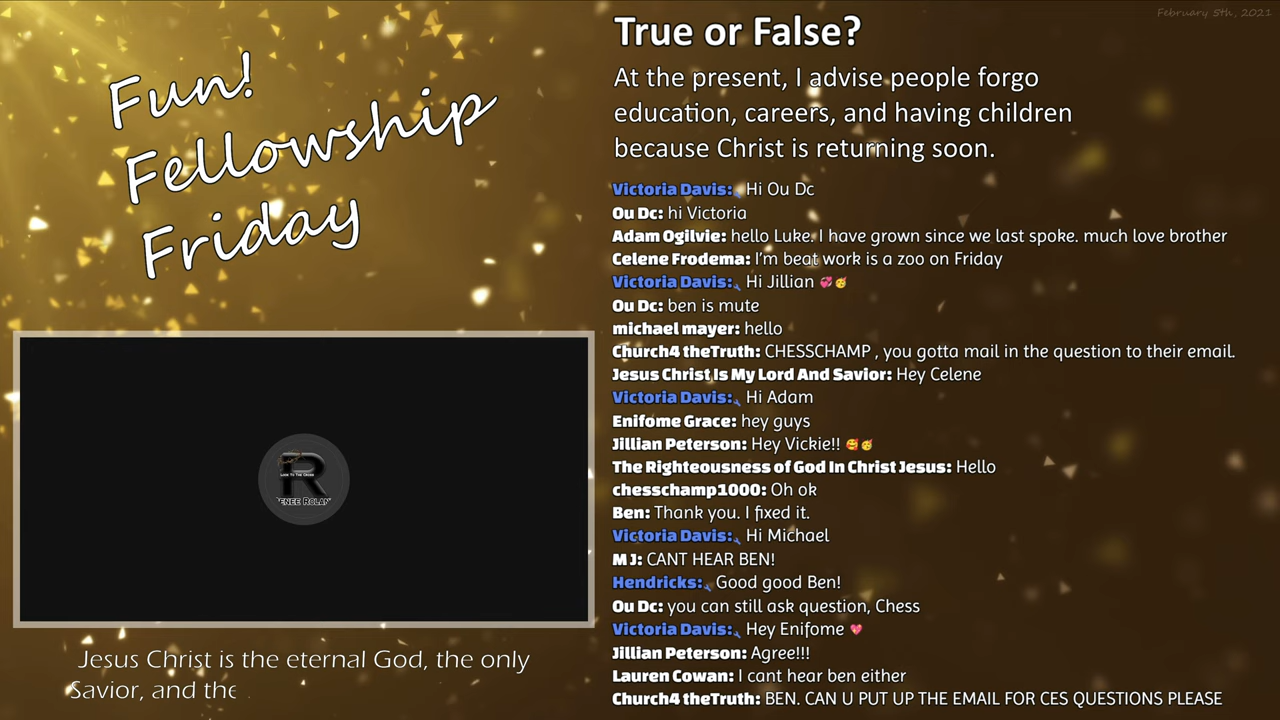 February 5th, 2021
Fun!
Fellowship
Friday
True or False?
At the present, I advise people forgo
education, careers, and having children
because Christ is returning soon.
Victoria Davis: Hi Ou Dc
Ou Dc: hi Victoria
Adam Ogilvie: hello Luke. I have grown since we last spoke. much love brother
Celene Frodema: I'm beat work is a zoo on Friday
Victoria Davis: Hi Jillian 💞🥳
Ou Dc: ben is mute
michael mayer: hello
Church4 theTruth: CHESSCHAMP , you gotta mail in the question to their email.
Jesus Christ Is My Lord And Savior: Hey Celene
Victoria Davis: Hi Adam
Enifome Grace: hey guys
Jillian Peterson: Hey Vickie!! 🥰🥳
The Righteousness of God In Christ Jesus: Hello
chesschamp1000: Oh ok
Ben: Thank you. I fixed it.
Victoria Davis: Hi Michael
M J: CANT HEAR BEN!
Hendricks: Good good Ben!
Ou Dc: you can still ask question, Chess
Victoria Davis: Hey Enifome 💖
Jillian Peterson: Agree!!!
Lauren Cowan: I cant hear ben either
Church4 theTruth: BEN. CAN U PUT UP THE EMAIL FOR CES QUESTIONS PLEASE
R
LOOK TO THE CROSS
Jesus Christ is the eternal God, the only
Savior, and the